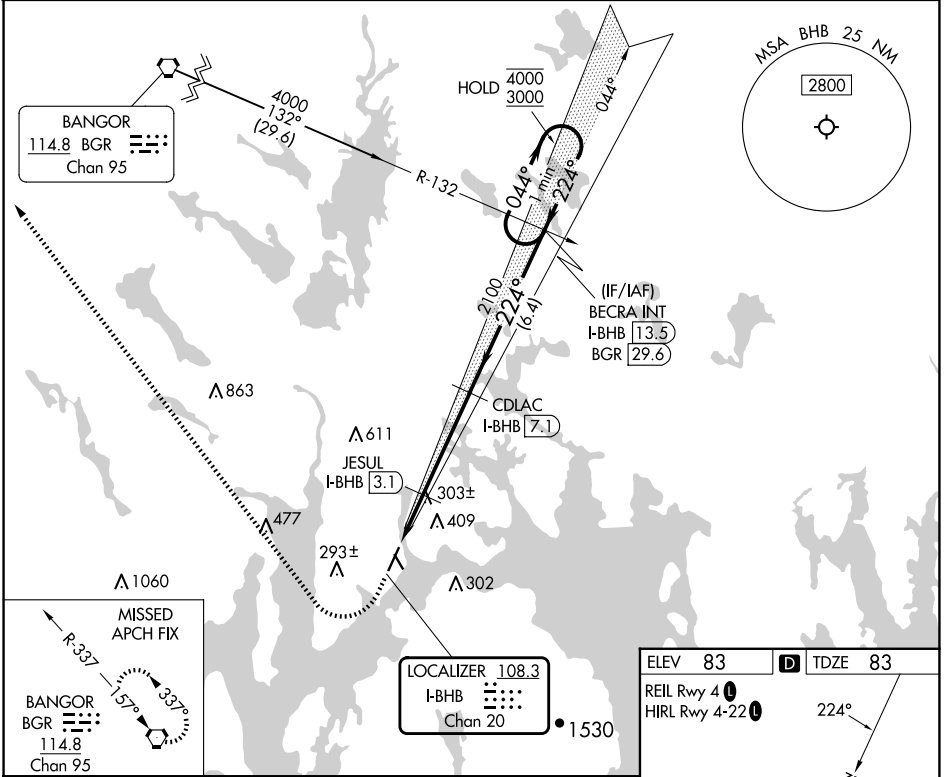 MSA BHB 25 NM
2800
HOLD 4000
3000
044°
BANGOR
114.8 BGR
Chan 95
4000
132°
(29.6)
R-132
044°
1 min
224°
2100
224°
(6.4)
(IF/IAF)
BECRA INT
I-BHB 13.5
BGR 29.6
CDLAC
I-BHB 7.1
863
611
JESUL
I-BHB 3.1
303±
409
477
293±
302
1060
MISSED
APCH FIX
R-337
157°
337°
BANGOR
BGR
114.8
Chan 95
LOCALIZER 108.3
I-BHB
Chan 20
1530
ELEV 83 D TDZE 83
REIL Rwy 4 L
HIRL Rwy 4-22 L
224°